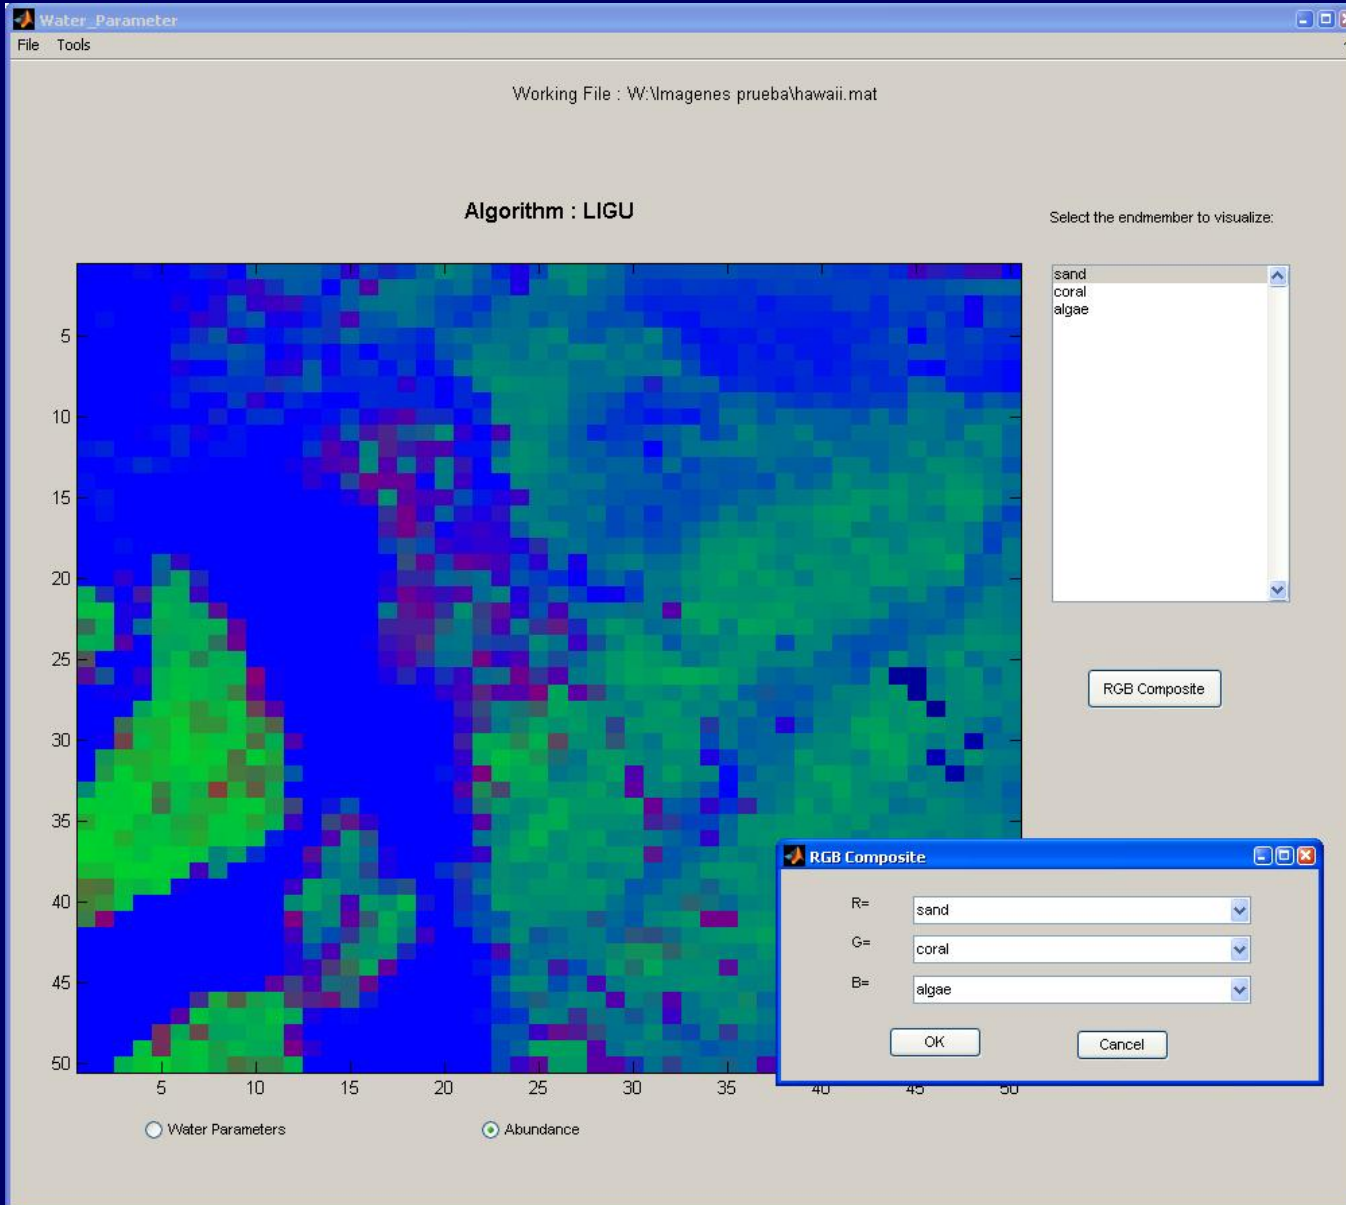 Water_Parameter
File Tools
Working File : W:\Imagenes prueba\hawaii.mat
Algorithm : LIGU
Select the endmember to visualize:
sand
coral
algae
RGB Composite
5
10
15
20
25
30
35
40
45
50
5 10 15 20 25 30 35 40 45 50
RGB Composite
R= sand
G= coral
B= algae
OK Cancel
Water Parameters Abundance